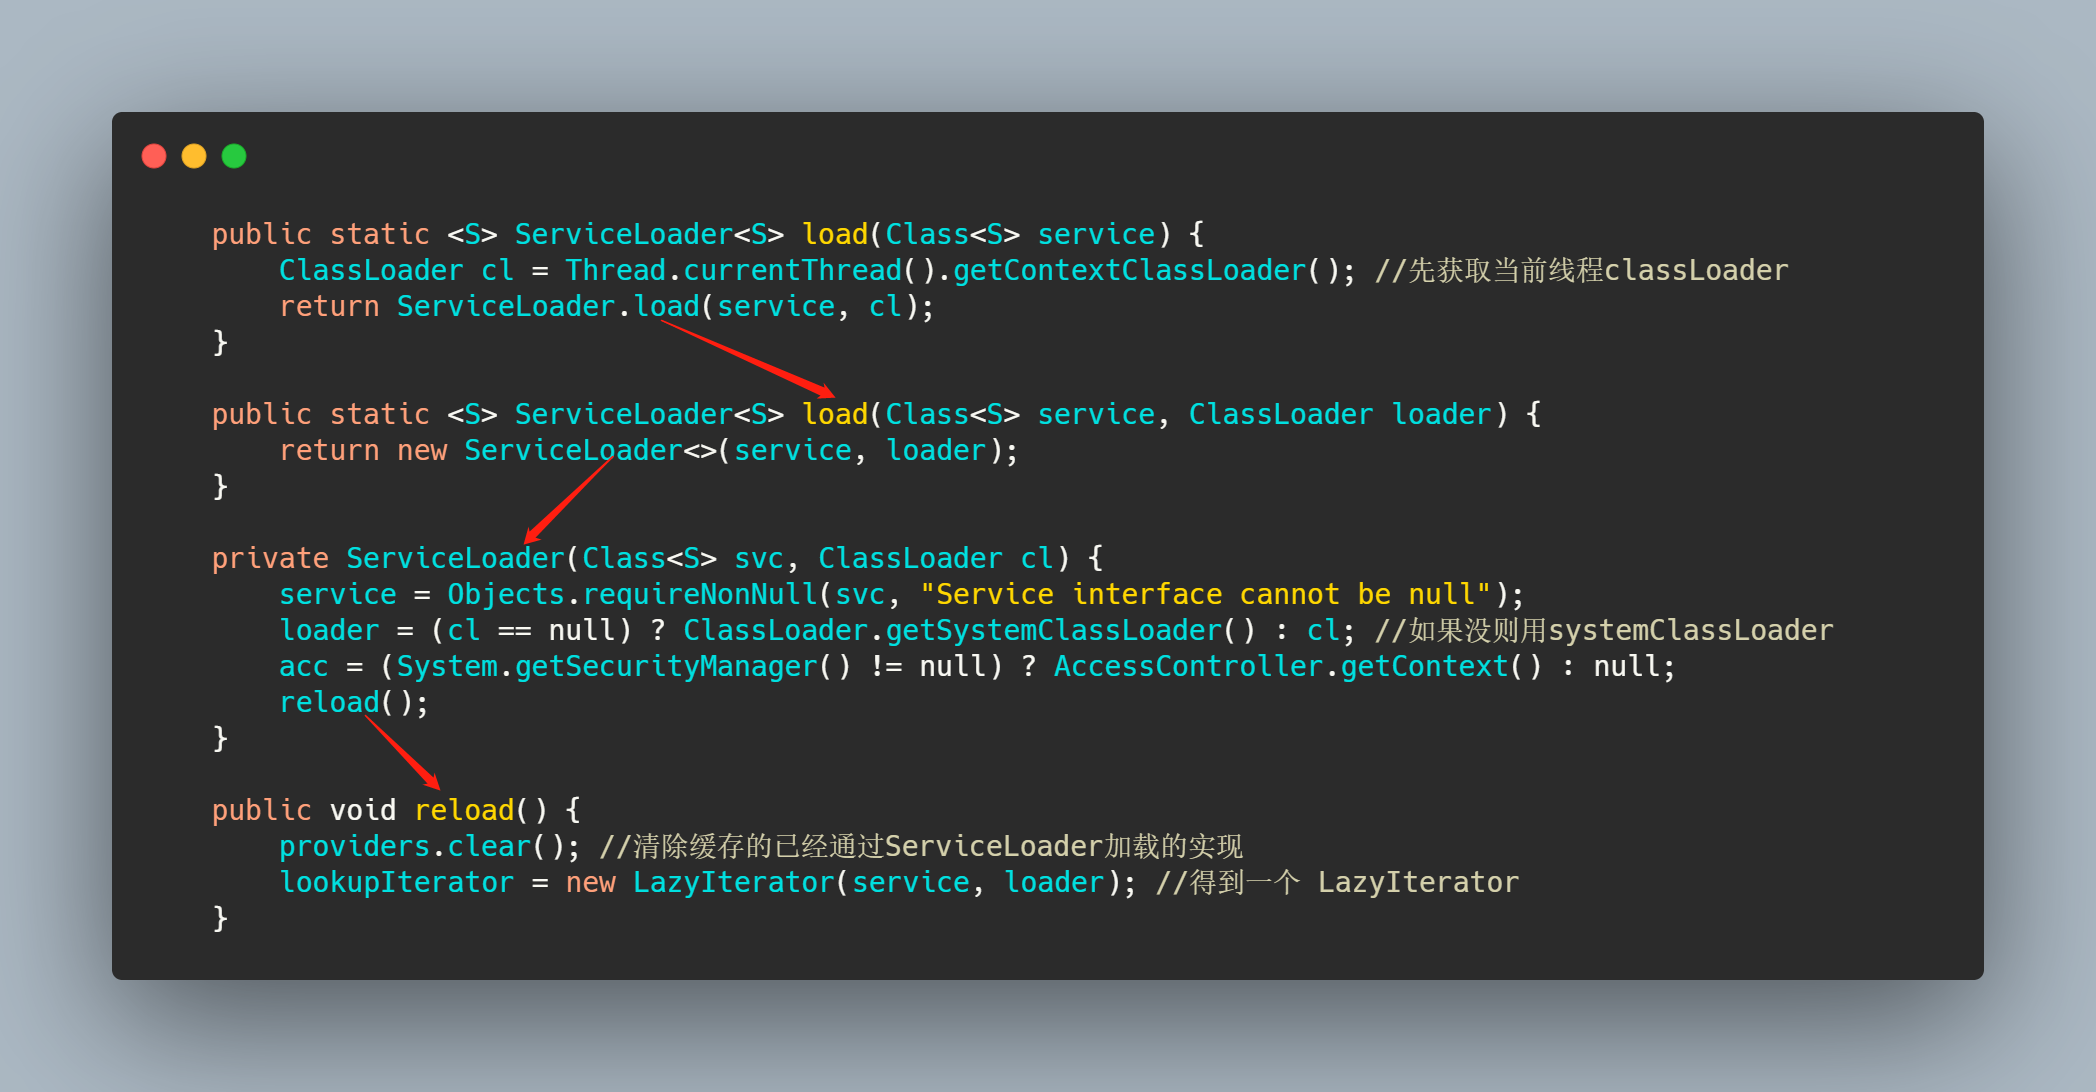 public static <S> ServiceLoader<S> load(Class<S> service) {
    ClassLoader cl = Thread.currentThread().getContextClassLoader(); //先获取当前线程classLoader
    return ServiceLoader.load(service, cl);
}
public static <S> ServiceLoader<S> load(Class<S> service, ClassLoader loader) {
    return new ServiceLoader<>(service, loader);
}
private ServiceLoader(Class<S> svc, ClassLoader cl) {
    service = Objects.requireNonNull(svc, "Service interface cannot be null");
    loader = (cl == null) ? ClassLoader.getSystemClassLoader() : cl; //如果没则用systemClassLoader
    acc = (System.getSecurityManager() != null) ? AccessController.getContext() : null;
    reload();
}
public void reload() {
    providers.clear(); //清除缓存的已经通过ServiceLoader加载的实现
    lookupIterator = new LazyIterator(service, loader); //得到一个 LazyIterator
}